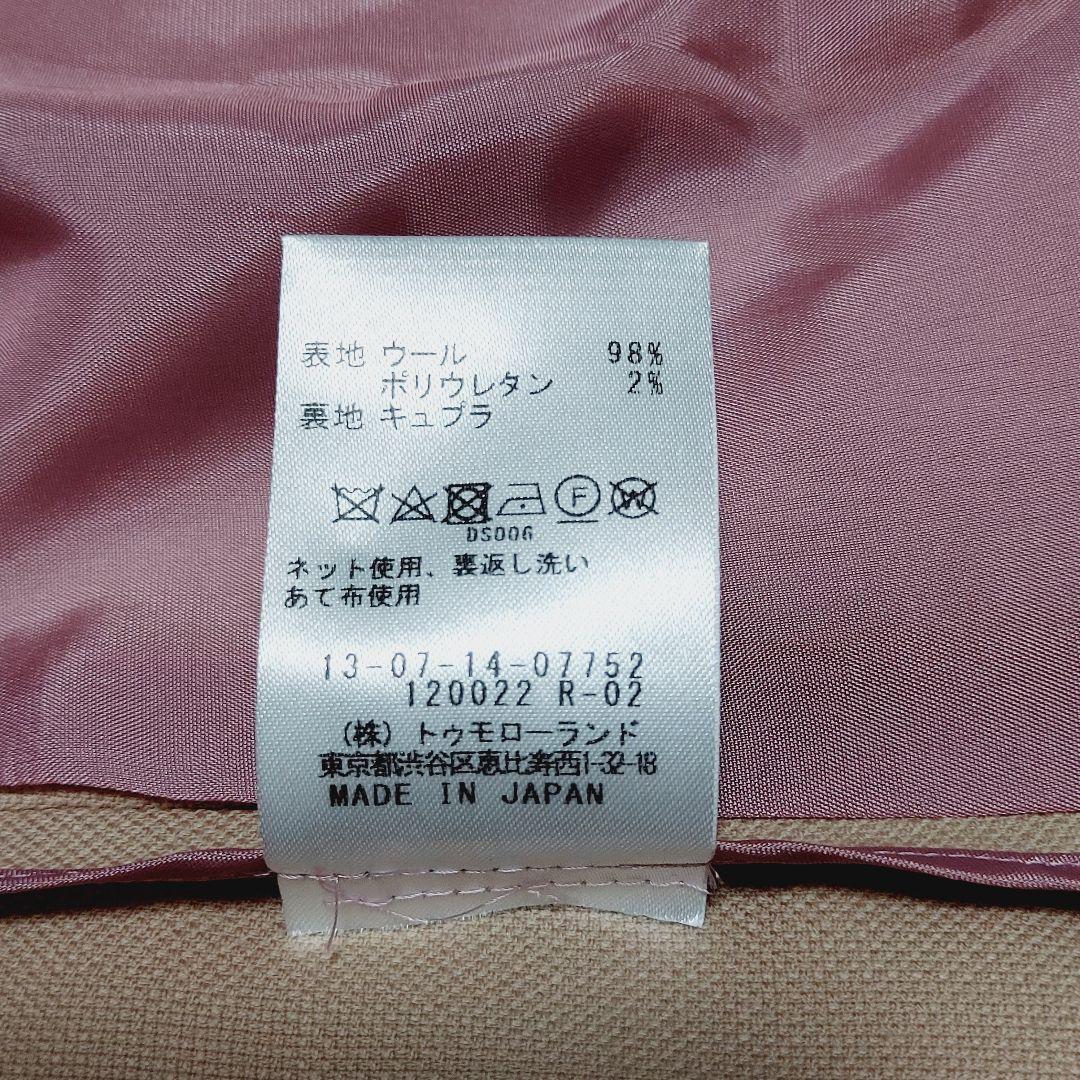 表地 ウール 98%
ポリウレタン 2%
裏地 キュプラ
F W
DS006
ネット使用、裏返し洗い
あて布使用
13-07-14-07752
120022 R-02
(株) トゥモローランド
東京都渋谷区恵比寿西1-32-18
MADE IN JAPAN